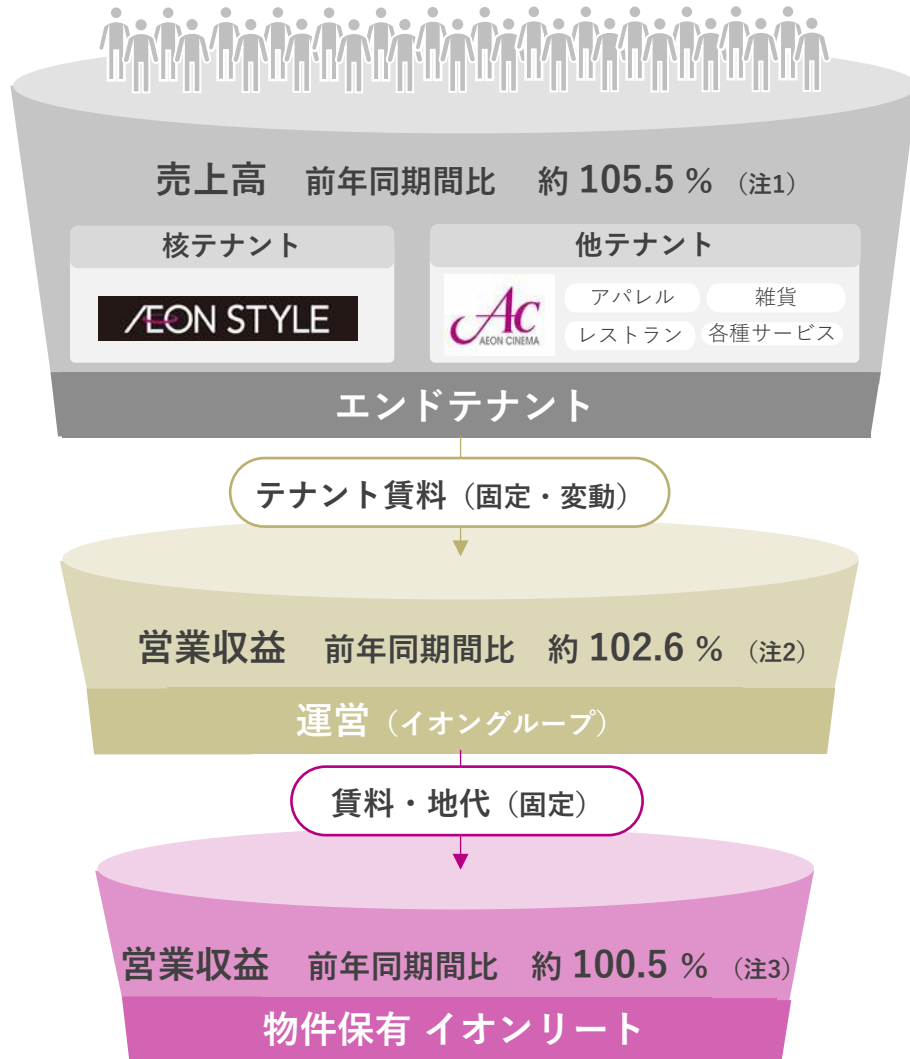 売上高 前年同期間比 約 105.5 % （注1）
核テナント
ÆON STYLE
他テナント
AC
AEON CINEMA
アパレル 雑貨
レストラン 各種サービス
エンドテナント
テナント賃料（固定・変動）
営業収益 前年同期間比 約 102.6 % （注2）
運営（イオングループ）
賃料・地代（固定）
営業収益 前年同期間比 約 100.5 % （注3）
物件保有 イオンリート